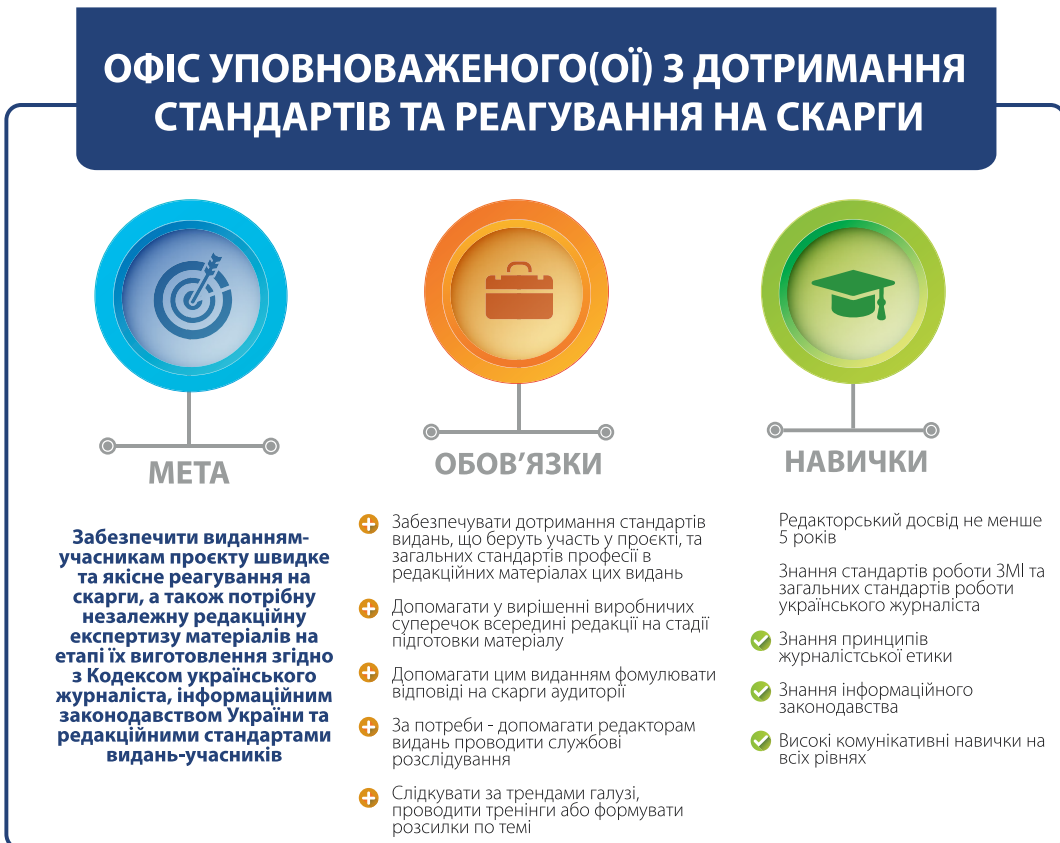 ОФІС УПОВНОВАЖЕНОГО(ОЇ) З ДОТРИМАННЯ
СТАНДАРТІВ ТА РЕАГУВАННЯ НА СКАРГИ
МЕТА
Забезпечити виданням-
учасникам проєкту швидке
та якісне реагування на
скарги, а також потрібну
незалежну редакційну
експертизу матеріалів на
етапі їх виготовлення згідно
з Кодексом українського
журналіста, інформаційним
законодавством України та
редакційними стандартами
видань-учасників
ОБОВ’ЯЗКИ
Забезпечувати дотримання стандартів
видань, що беруть участь у проєкті, та
загальних стандартів професії в
редакційних матеріалах цих видань
Допомагати у вирішенні виробничих
суперечок всередині редакції на стадії
підготовки матеріалу
Допомагати цим виданням фомулювати
відповіді на скарги аудиторії
За потреби - допомагати редакторам
видань проводити службові
розслідування
Слідкувати за трендами галузі,
проводити тренінги або формувати
розсилки по темі
НАВИЧКИ
Редакторський досвід не менше
5 років
Знання стандартів роботи ЗМІ та
загальних стандартів роботи
українського журналіста
Знання принципів
журналістської етики
Знання інформаційного
законодавства
Високі комунікативні навички на
всіх рівнях